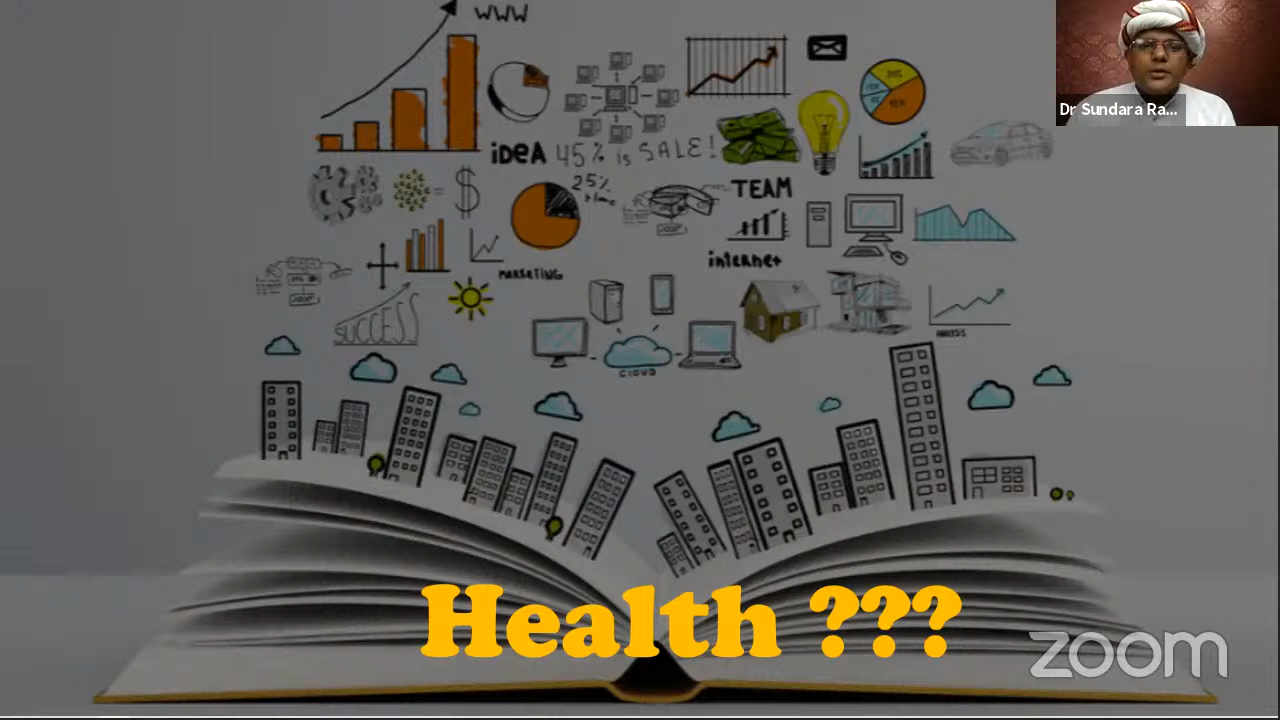 WWW
Dr Sundara Ra...
iDEA 45% is SALE!
25%
TEAM
internet
MARKETING
SUCCESS
CLOUD
Health ???
zoom